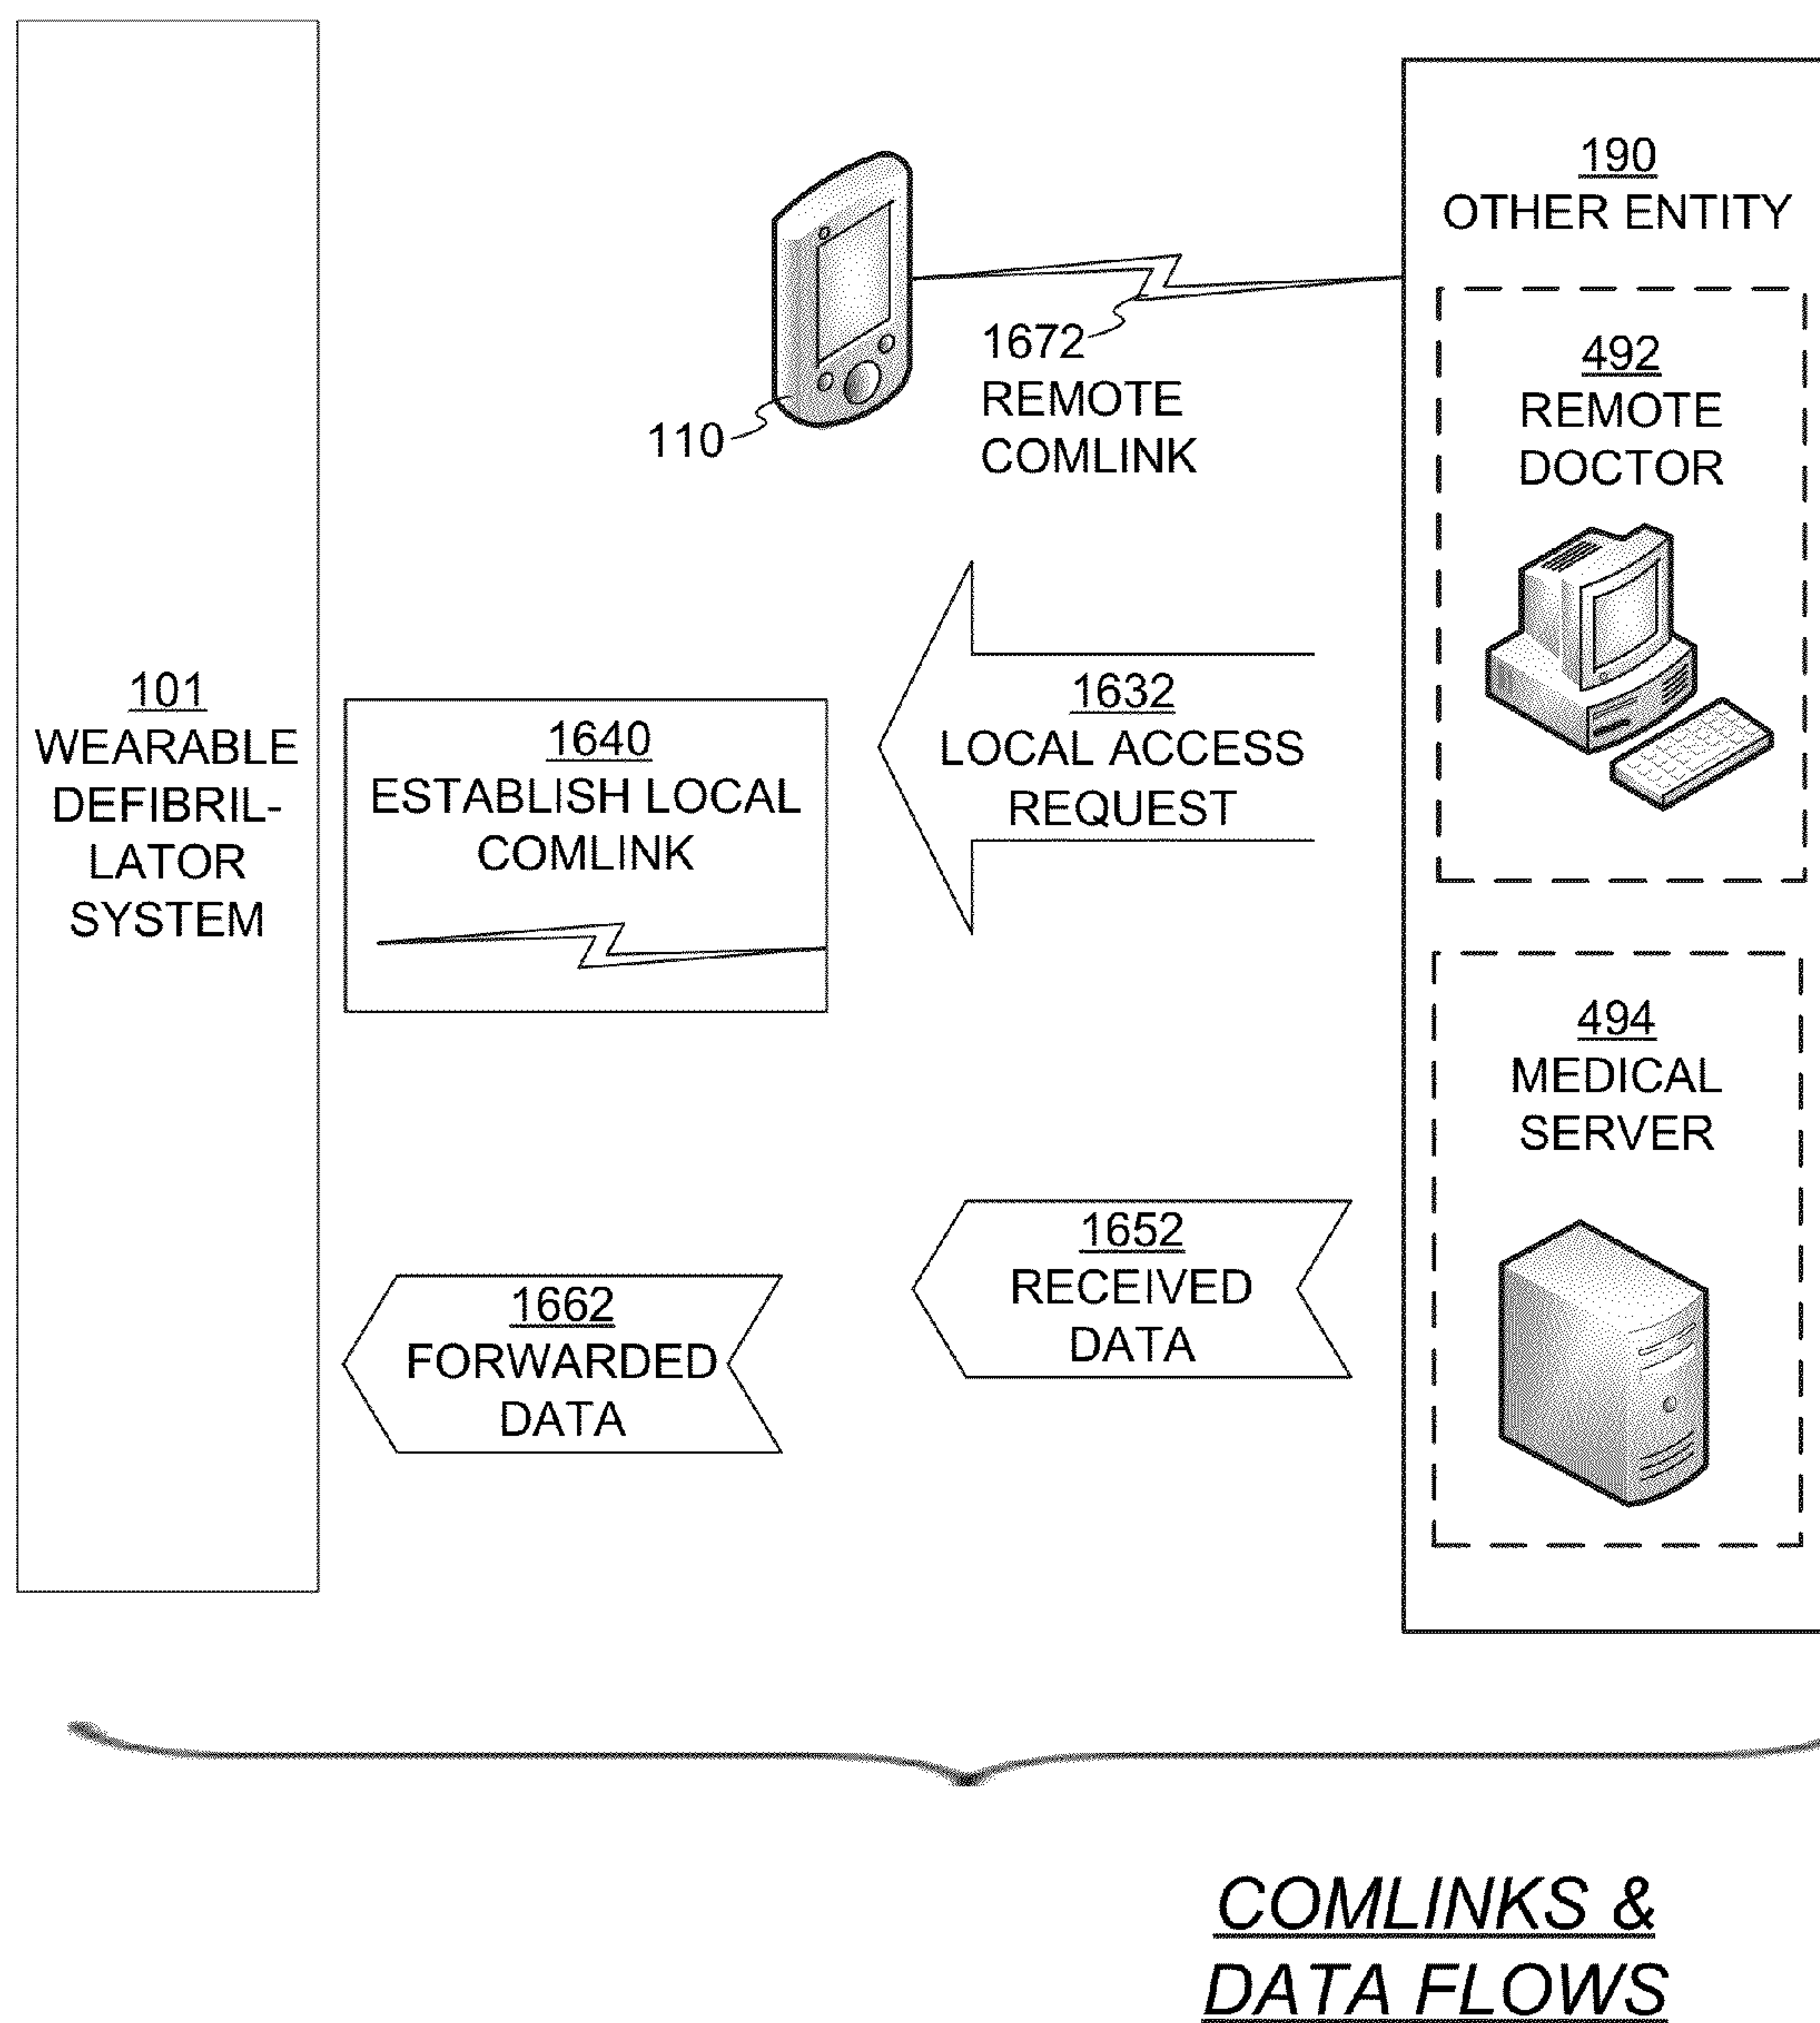 190
OTHER ENTITY
1672
REMOTE
COMLINK
110
492
REMOTE
DOCTOR
101
WEARABLE
DEFIBRIL-
LATOR
SYSTEM
1640
ESTABLISH LOCAL
COMLINK
1632
LOCAL ACCESS
REQUEST
494
MEDICAL
SERVER
1652
RECEIVED
DATA
1662
FORWARDED
DATA
COMLINKS &
DATA FLOWS